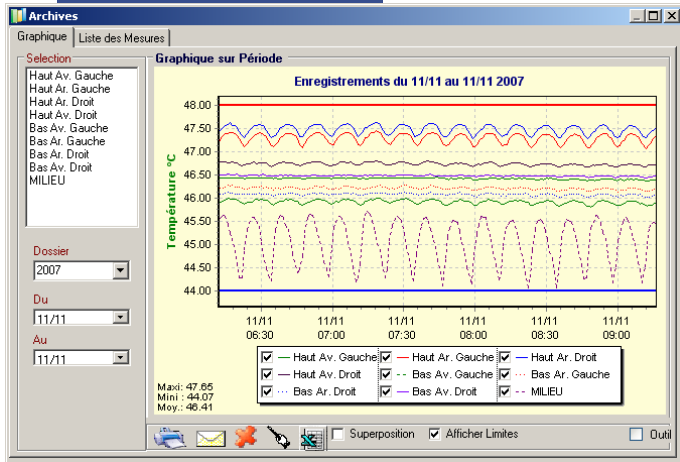 Archives
Graphique Liste des Mesures
Selection
Haut Av. Gauche
Haut Ar. Gauche
Haut Ar. Droit
Haut Av. Droit
Bas Av. Gauche
Bas Ar. Gauche
Bas Ar. Droit
Bas Av. Droit
MILIEU
Dossier
2007
Du
11/11
Au
11/11
Graphique sur Période
Enregistrements du 11/11 au 11/11 2007
Température °C
48.00
47.50
47.00
46.50
46.00
45.50
45.00
44.50
44.00
11/11 11/11 11/11 11/11 11/11 11/11
06:30 07:00 07:30 08:00 08:30 09:00
Haut Av. Gauche Haut Ar. Gauche Haut Ar. Droit
Haut Av. Droit Bas Av. Gauche Bas Ar. Gauche
Bas Ar. Droit Bas Av. Droit MILIEU
Maxi: 47.65
Mini : 44.07
Moy.: 46.41
Superposition Afficher Limites Outil